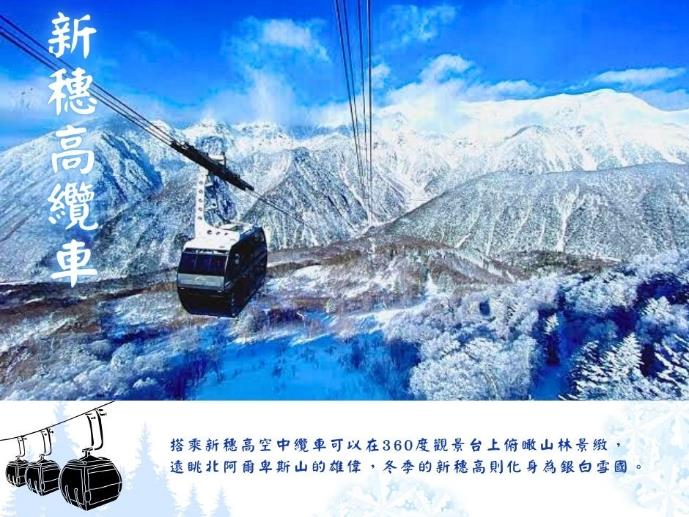 新穗高纜車
搭乘新穗高空中纜車可以在360度觀景台上俯瞰山林景緻，
遠眺北阿爾卑斯山的雄偉，冬季的新穗高則化身為銀白雪國。